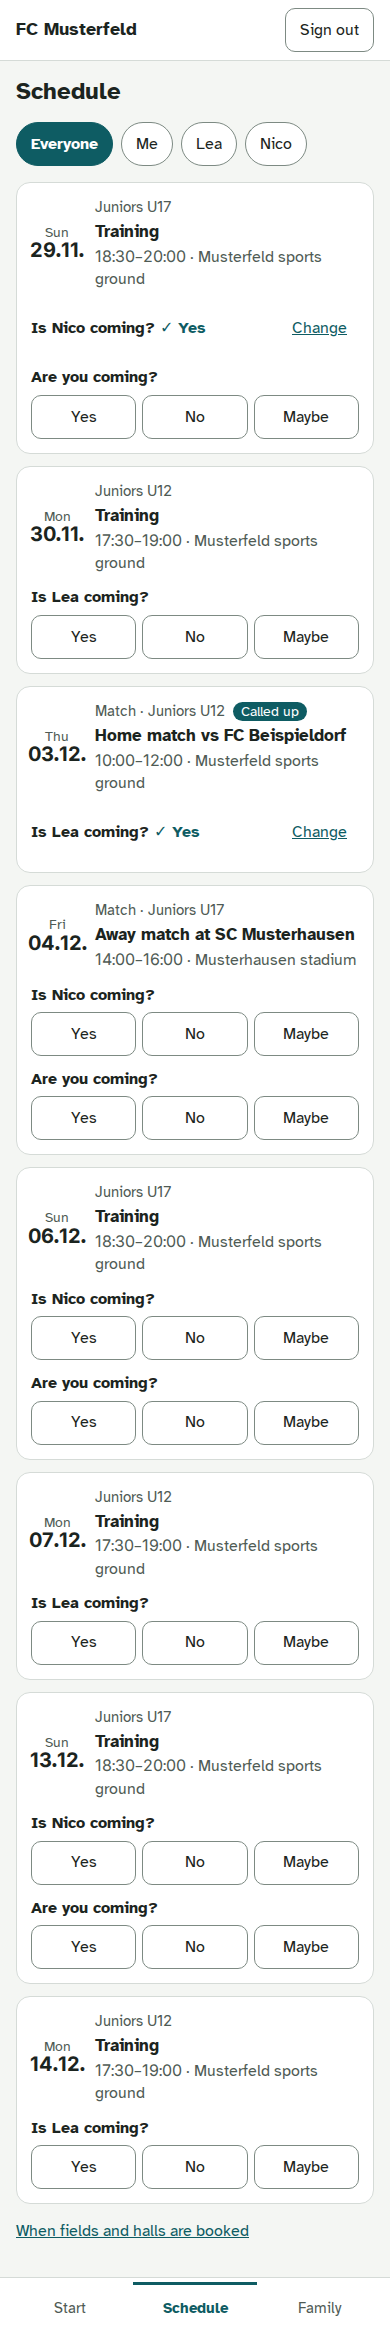 FC Musterfeld
Sign out
Schedule
Everyone
Me
Lea
Nico
Juniors U17
Sun
29.11.
Training
18:30–20:00 · Musterfeld sports
ground
Is Nico coming? ✓ Yes
Change
Are you coming?
Yes
No
Maybe
Juniors U12
Mon
30.11.
Training
17:30–19:00 · Musterfeld sports
ground
Is Lea coming?
Yes
No
Maybe
Match · Juniors U12 Called up
Thu
03.12.
Home match vs FC Beispieldorf
10:00–12:00 · Musterfeld sports
ground
Is Lea coming? ✓ Yes
Change
Match · Juniors U17
Fri
04.12.
Away match at SC Musterhausen
14:00–16:00 · Musterhausen stadium
Is Nico coming?
Yes
No
Maybe
Are you coming?
Yes
No
Maybe
Juniors U17
Sun
06.12.
Training
18:30–20:00 · Musterfeld sports
ground
Is Nico coming?
Yes
No
Maybe
Are you coming?
Yes
No
Maybe
Juniors U12
Mon
07.12.
Training
17:30–19:00 · Musterfeld sports
ground
Is Lea coming?
Yes
No
Maybe
Juniors U17
Sun
13.12.
Training
18:30–20:00 · Musterfeld sports
ground
Is Nico coming?
Yes
No
Maybe
Are you coming?
Yes
No
Maybe
Juniors U12
Mon
14.12.
Training
17:30–19:00 · Musterfeld sports
ground
Is Lea coming?
Yes
No
Maybe
When fields and halls are booked
Start
Schedule
Family